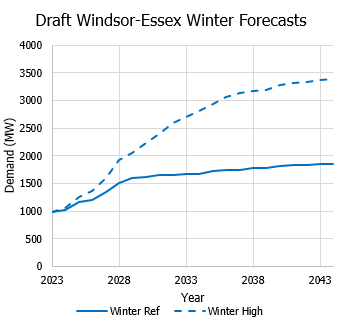 Draft Windsor-Essex Winter Forecasts
4000
3500
3000
2500
2000
1500
1000
500
0
Demand (MW)
2023 2028 2033 2038 2043
Year
Winter Ref Winter High